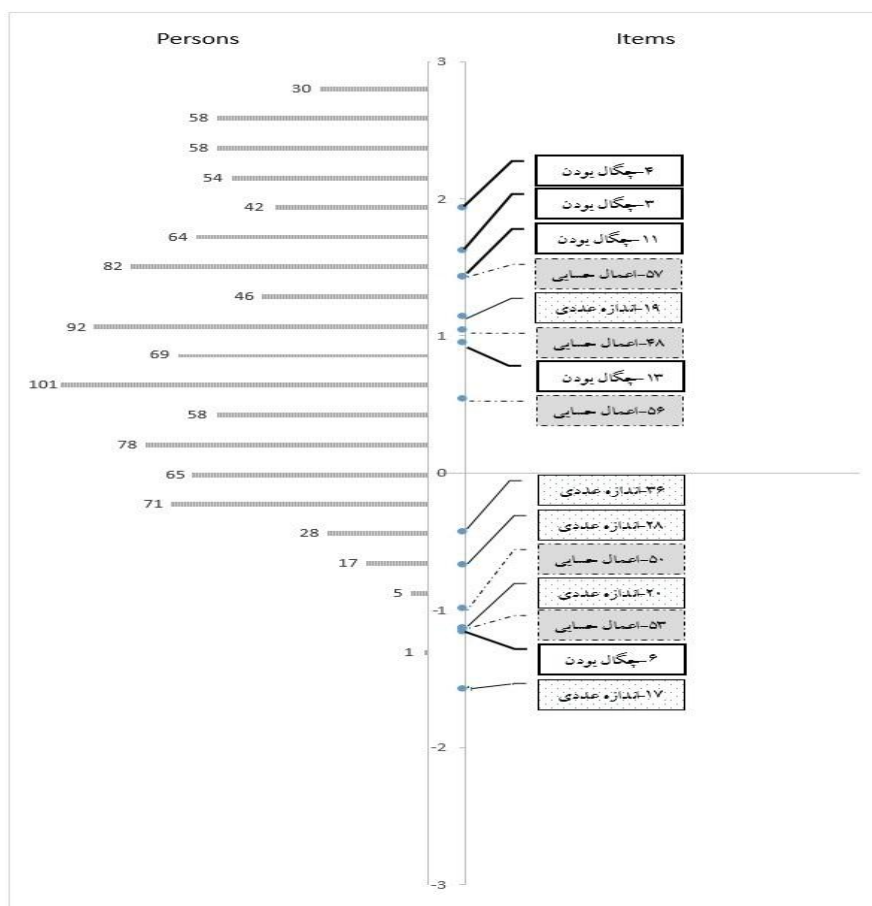 Persons
Items
3
30
58
58
54
۴-چگال بودن
2
42
۳-چگال بودن
64
۱۱-چگال بودن
82
۵۷-اعمال حسابی
46
۱۹-اندازه عددی
92
1
۴۸-اعمال حسابی
69
۱۳-چگال بودن
101
58
۵۶-اعمال حسابی
78
65
0
۳۶-اندازه عددی
71
28
۲۸-اندازه عددی
17
۵۰-اعمال حسابی
5
۲۰-اندازه عددی
-1
۵۳-اعمال حسابی
1
۶-چگال بودن
۱۷-اندازه عددی
-2
-3